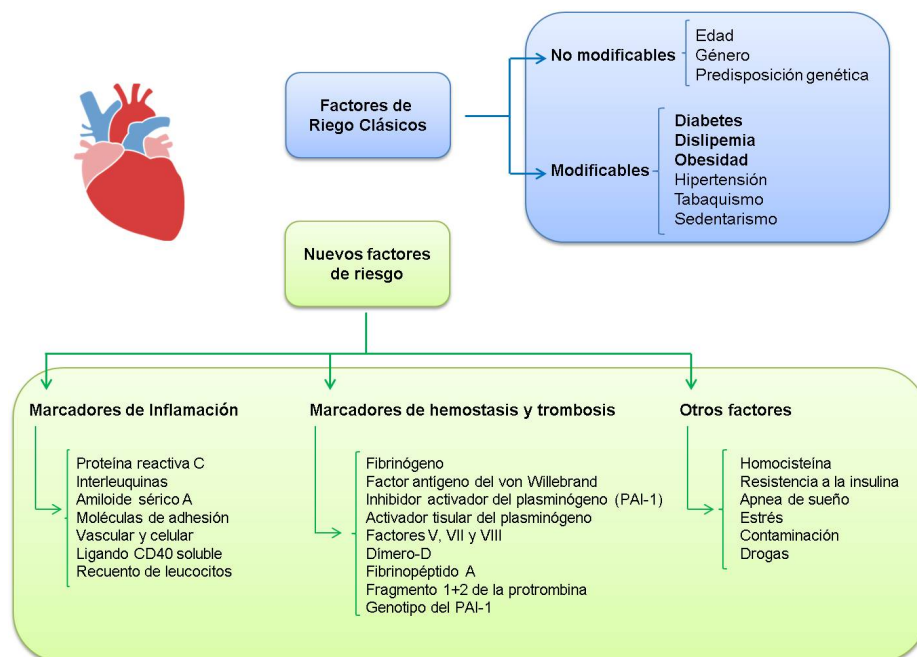 Factores de
Riego Clásicos
No modificables
Edad
Género
Predisposición genética
Modificables
Diabetes
Dislipemia
Obesidad
Hipertensión
Tabaquismo
Sedentarismo
Nuevos factores
de riesgo
Marcadores de Inflamación
Proteína reactiva C
Interleuquinas
Amiloide sérico A
Moléculas de adhesión
Vascular y celular
Ligando CD40 soluble
Recuento de leucocitos
Marcadores de hemostasis y trombosis
Fibrinógeno
Factor antígeno del von Willebrand
Inhibidor activador del plasminógeno (PAI-1)
Activador tisular del plasminógeno
Factores V, VII y VIII
Dímero-D
Fibrinopéptido A
Fragmento 1+2 de la protrombina
Genotipo del PAI-1
Otros factores
Homocisteína
Resistencia a la insulina
Apnea de sueño
Estrés
Contaminación
Drogas